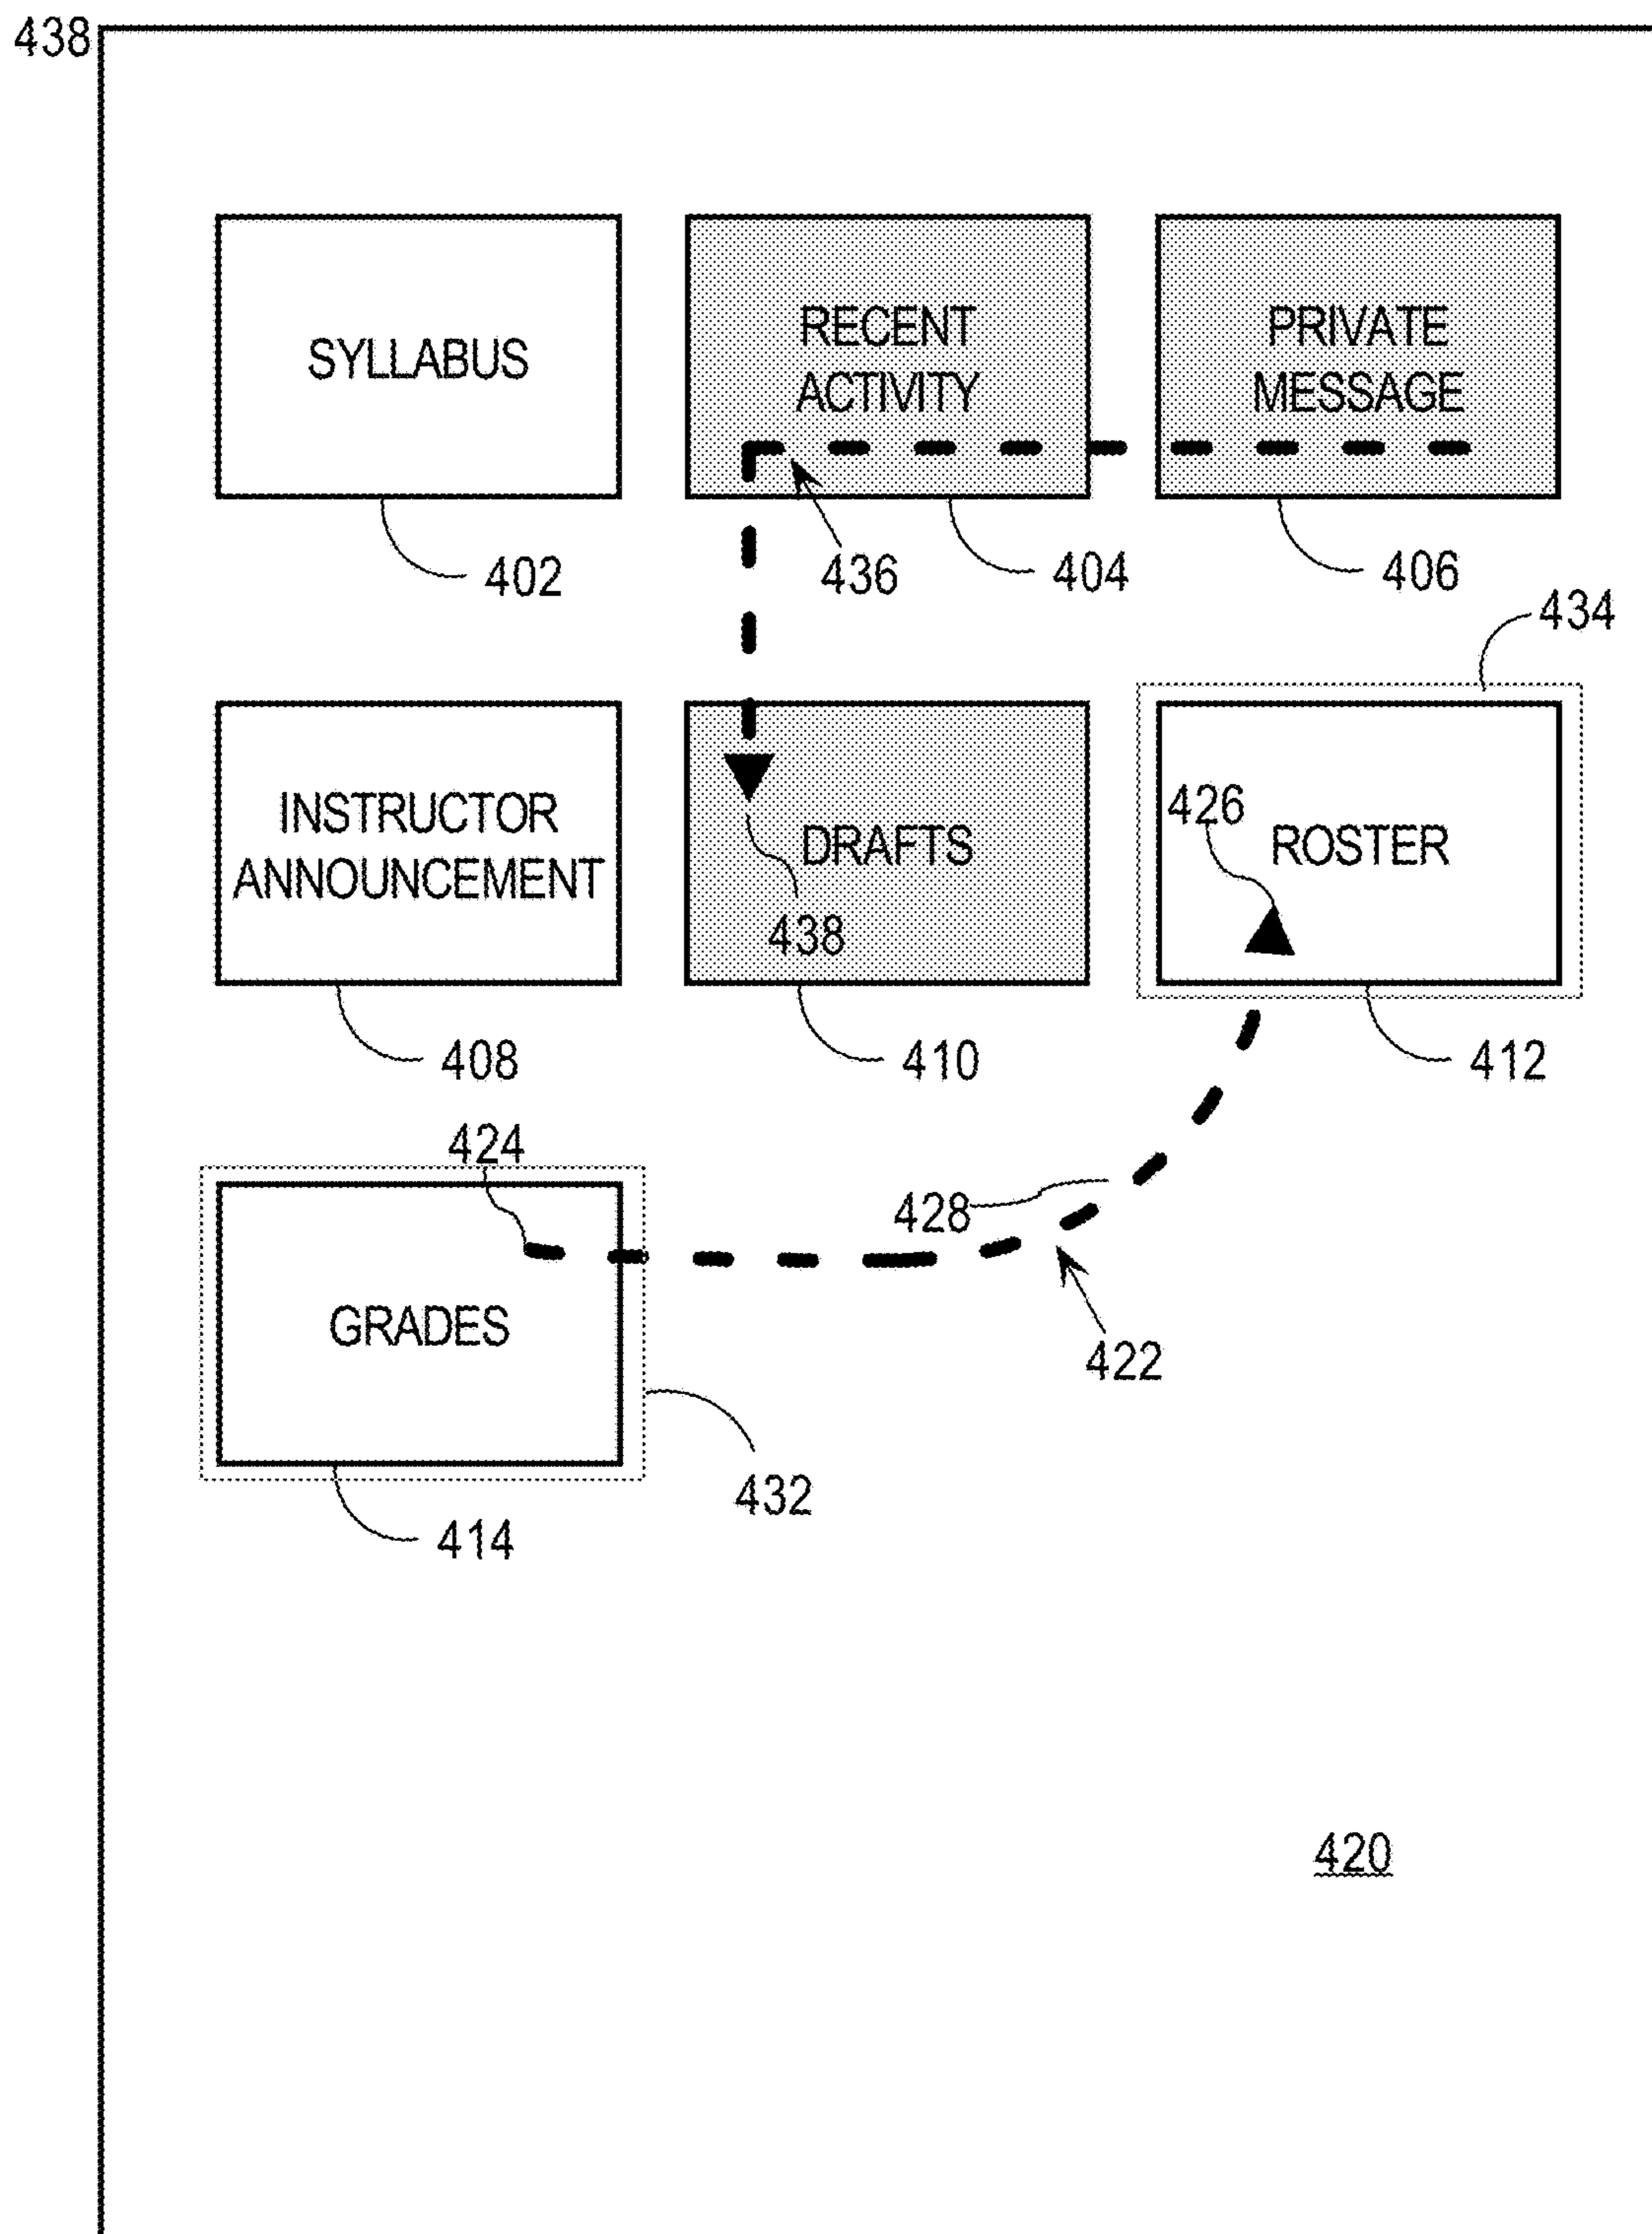 438
SYLLABUS
RECENT
ACTIVITY
PRIVATE
MESSAGE
402
436
404
406
434
INSTRUCTOR
ANNOUNCEMENT
DRAFTS
438
426
ROSTER
408
410
412
424
428
422
GRADES
432
414
420